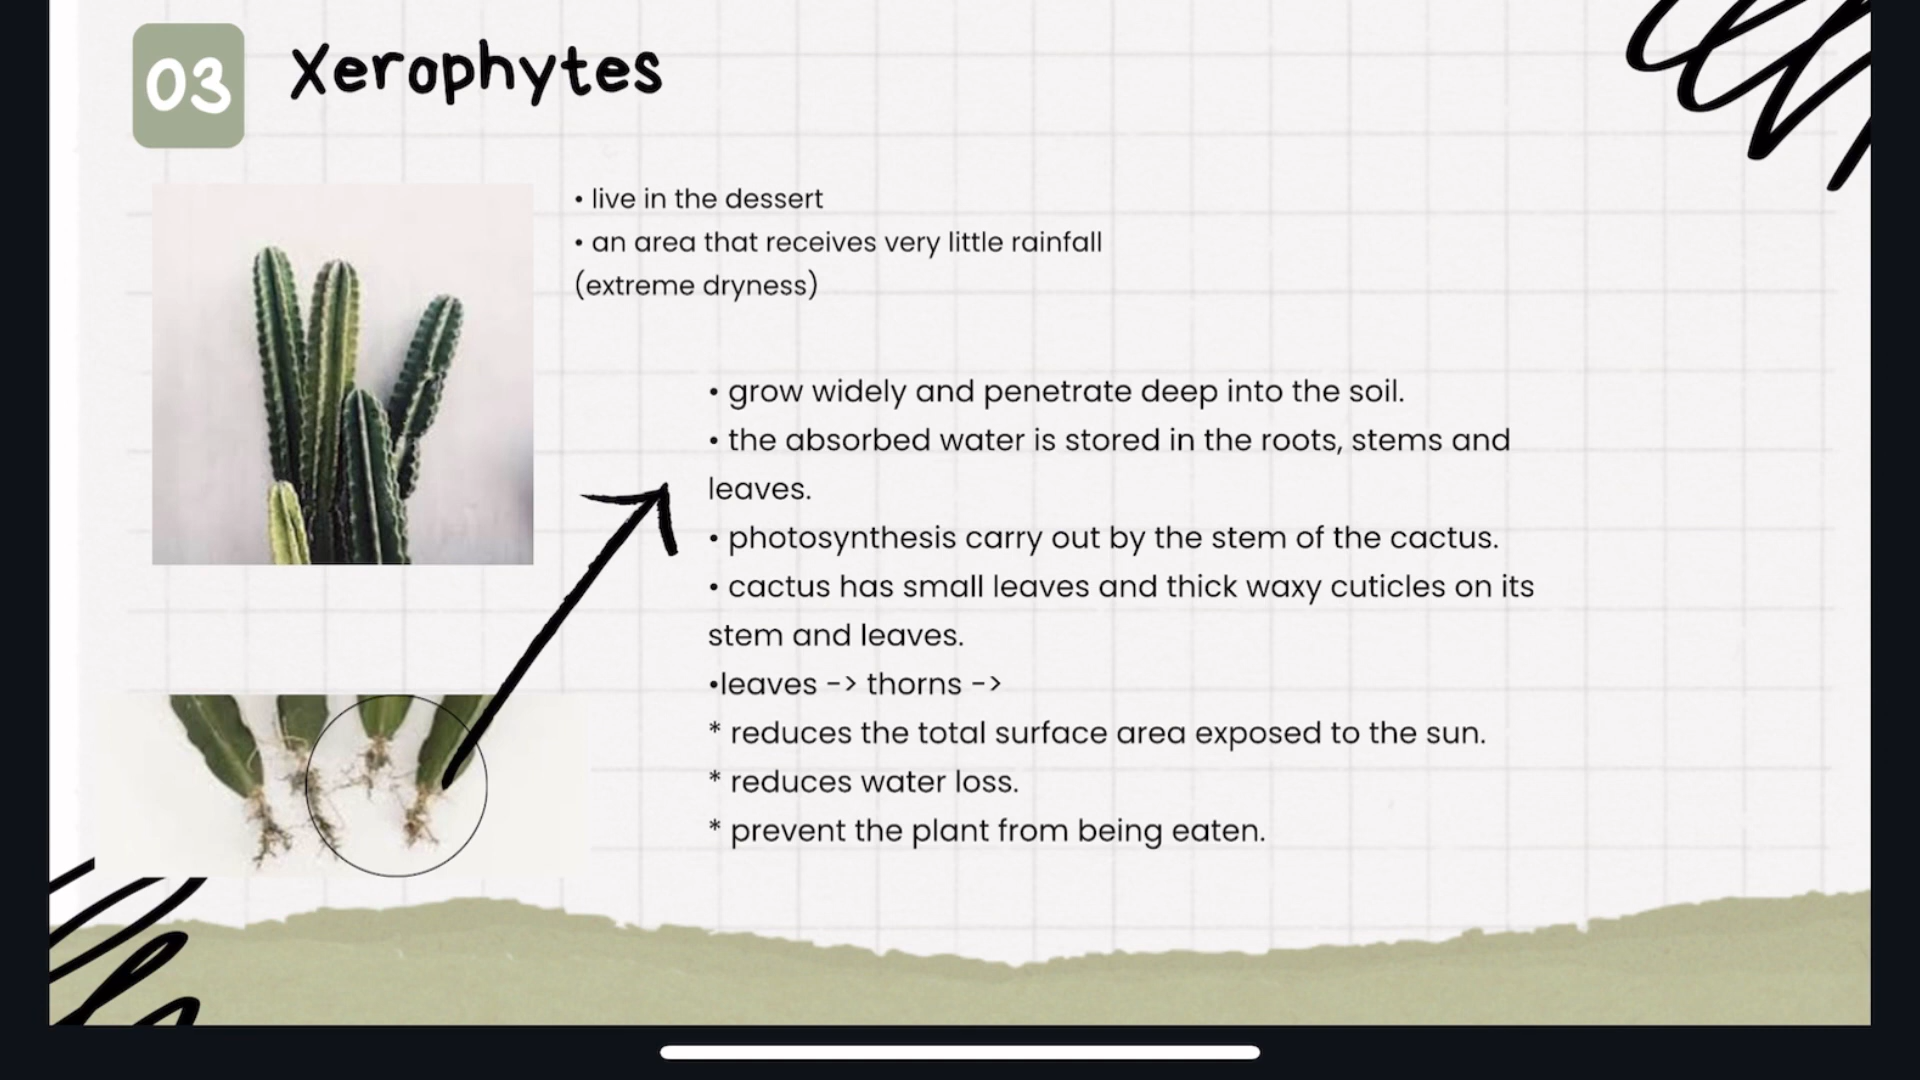 03
Xerophytes
• live in the dessert
• an area that receives very little rainfall
(extreme dryness)
• grow widely and penetrate deep into the soil.
• the absorbed water is stored in the roots, stems and
leaves.
• photosynthesis carry out by the stem of the cactus.
• cactus has small leaves and thick waxy cuticles on its
stem and leaves.
•leaves -> thorns ->
* reduces the total surface area exposed to the sun.
* reduces water loss.
* prevent the plant from being eaten.